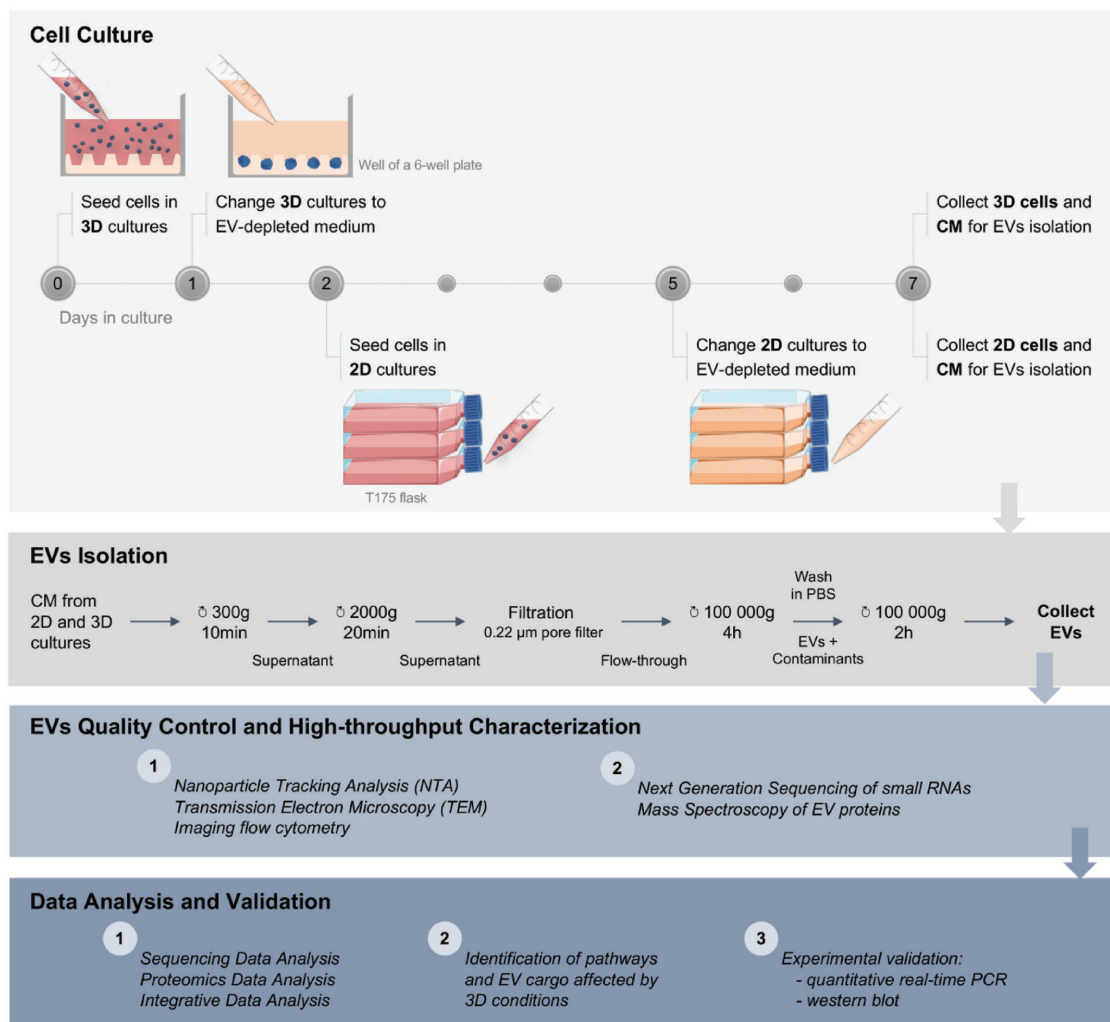 Cell Culture
Well of a 6-well plate
Seed cells in
3D cultures
Change 3D cultures to
EV-depleted medium
Collect 3D cells and
CM for EVs isolation
0
1
2
5
7
Days in culture
Seed cells in
2D cultures
Change 2D cultures to
EV-depleted medium
Collect 2D cells and
CM for EVs isolation
T175 flask
EVs Isolation
CM from
2D and 3D
cultures
300g
10min
Supernatant
2000g
20min
Supernatant
Filtration
0.22 µm pore filter
Flow-through
100 000g
4h
Wash
in PBS
EVs +
Contaminants
100 000g
2h
Collect
EVs
EVs Quality Control and High-throughput Characterization
1
Nanoparticle Tracking Analysis (NTA)
Transmission Electron Microscopy (TEM)
Imaging flow cytometry
2
Next Generation Sequencing of small RNAs
Mass Spectroscopy of EV proteins
Data Analysis and Validation
1
Sequencing Data Analysis
Proteomics Data Analysis
Integrative Data Analysis
2
Identification of pathways
and EV cargo affected by
3D conditions
3
Experimental validation:
- quantitative real-time PCR
- western blot